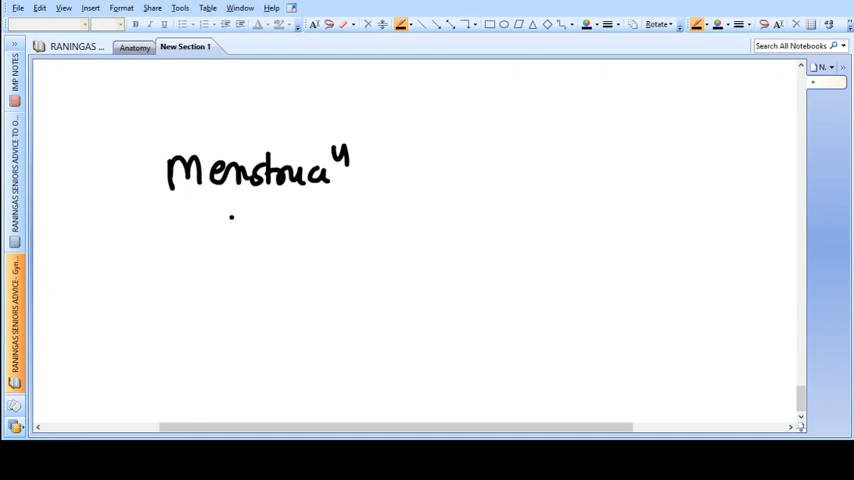 File Edit View Insert Format Share Tools Table Window Help
Rotate
RANINGAS ... Anatomy New Section 1
Search All Notebooks
N.
IMP NOTES
RANINGAS SENIORS ADVICE TO O
RANINGAS SENIORS ADVICE- Gyn...